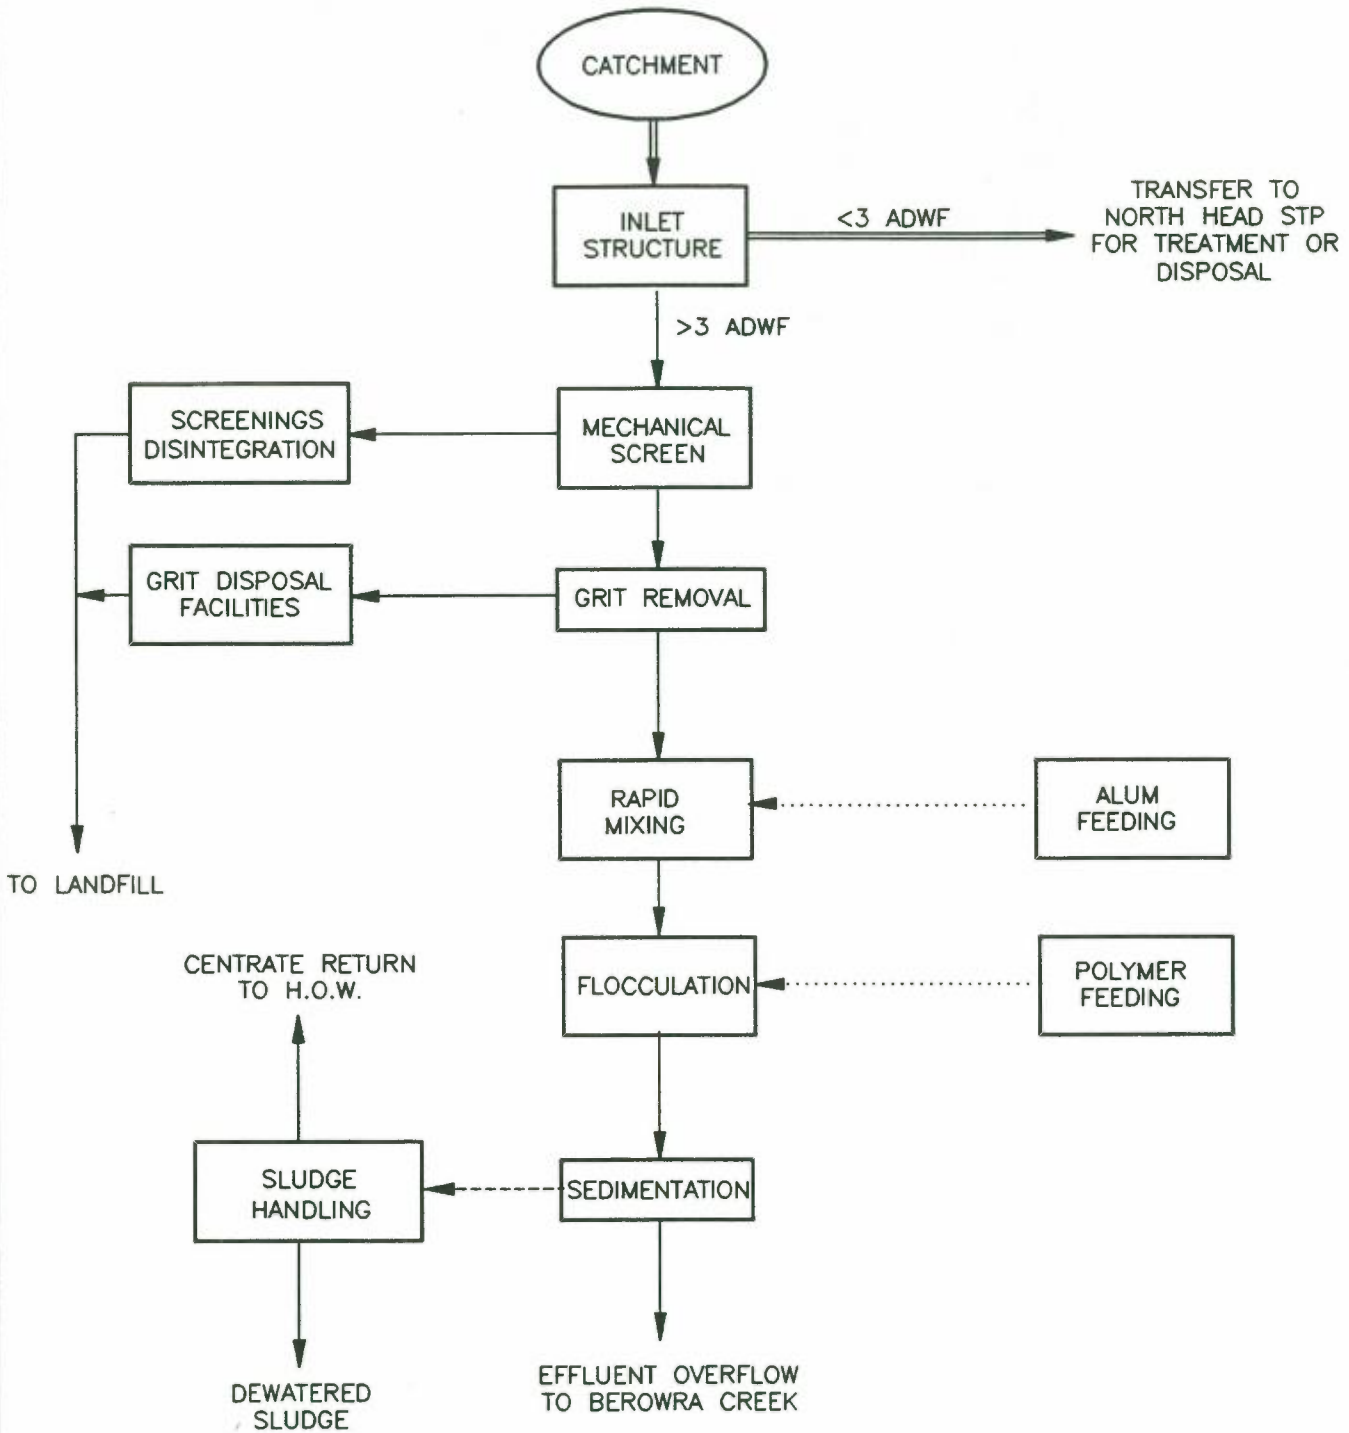 CATCHMENT
INLET
STRUCTURE
<3 ADWF
TRANSFER TO
NORTH HEAD STP
FOR TREATMENT OR
DISPOSAL
>3 ADWF
SCREENINGS
DISINTEGRATION
MECHANICAL
SCREEN
GRIT DISPOSAL
FACILITIES
GRIT REMOVAL
RAPID
MIXING
ALUM
FEEDING
TO LANDFILL
CENTRATE RETURN
TO H.O.W.
FLOCCULATION
POLYMER
FEEDING
SLUDGE
HANDLING
SEDIMENTATION
DEWATERED
SLUDGE
EFFLUENT OVERFLOW
TO BEROWRA CREEK